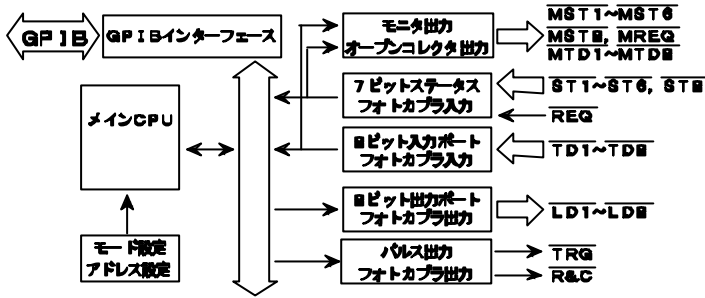 GPIB
GPIBインターフェース
モニタ出力
オープンコレクタ出力
MST1~MST6
MST8, MREQ
MTD1~MTD8
7ビットステータス
フォトカプラ入力
ST1~ST6, ST8
REQ
メインCPU
8ビット入力ポート
フォトカプラ入力
TD1~TD8
8ビット出力ポート
フォトカプラ出力
LD1~LD8
モード設定
アドレス設定
パルス出力
フォトカプラ出力
TRG
R&C